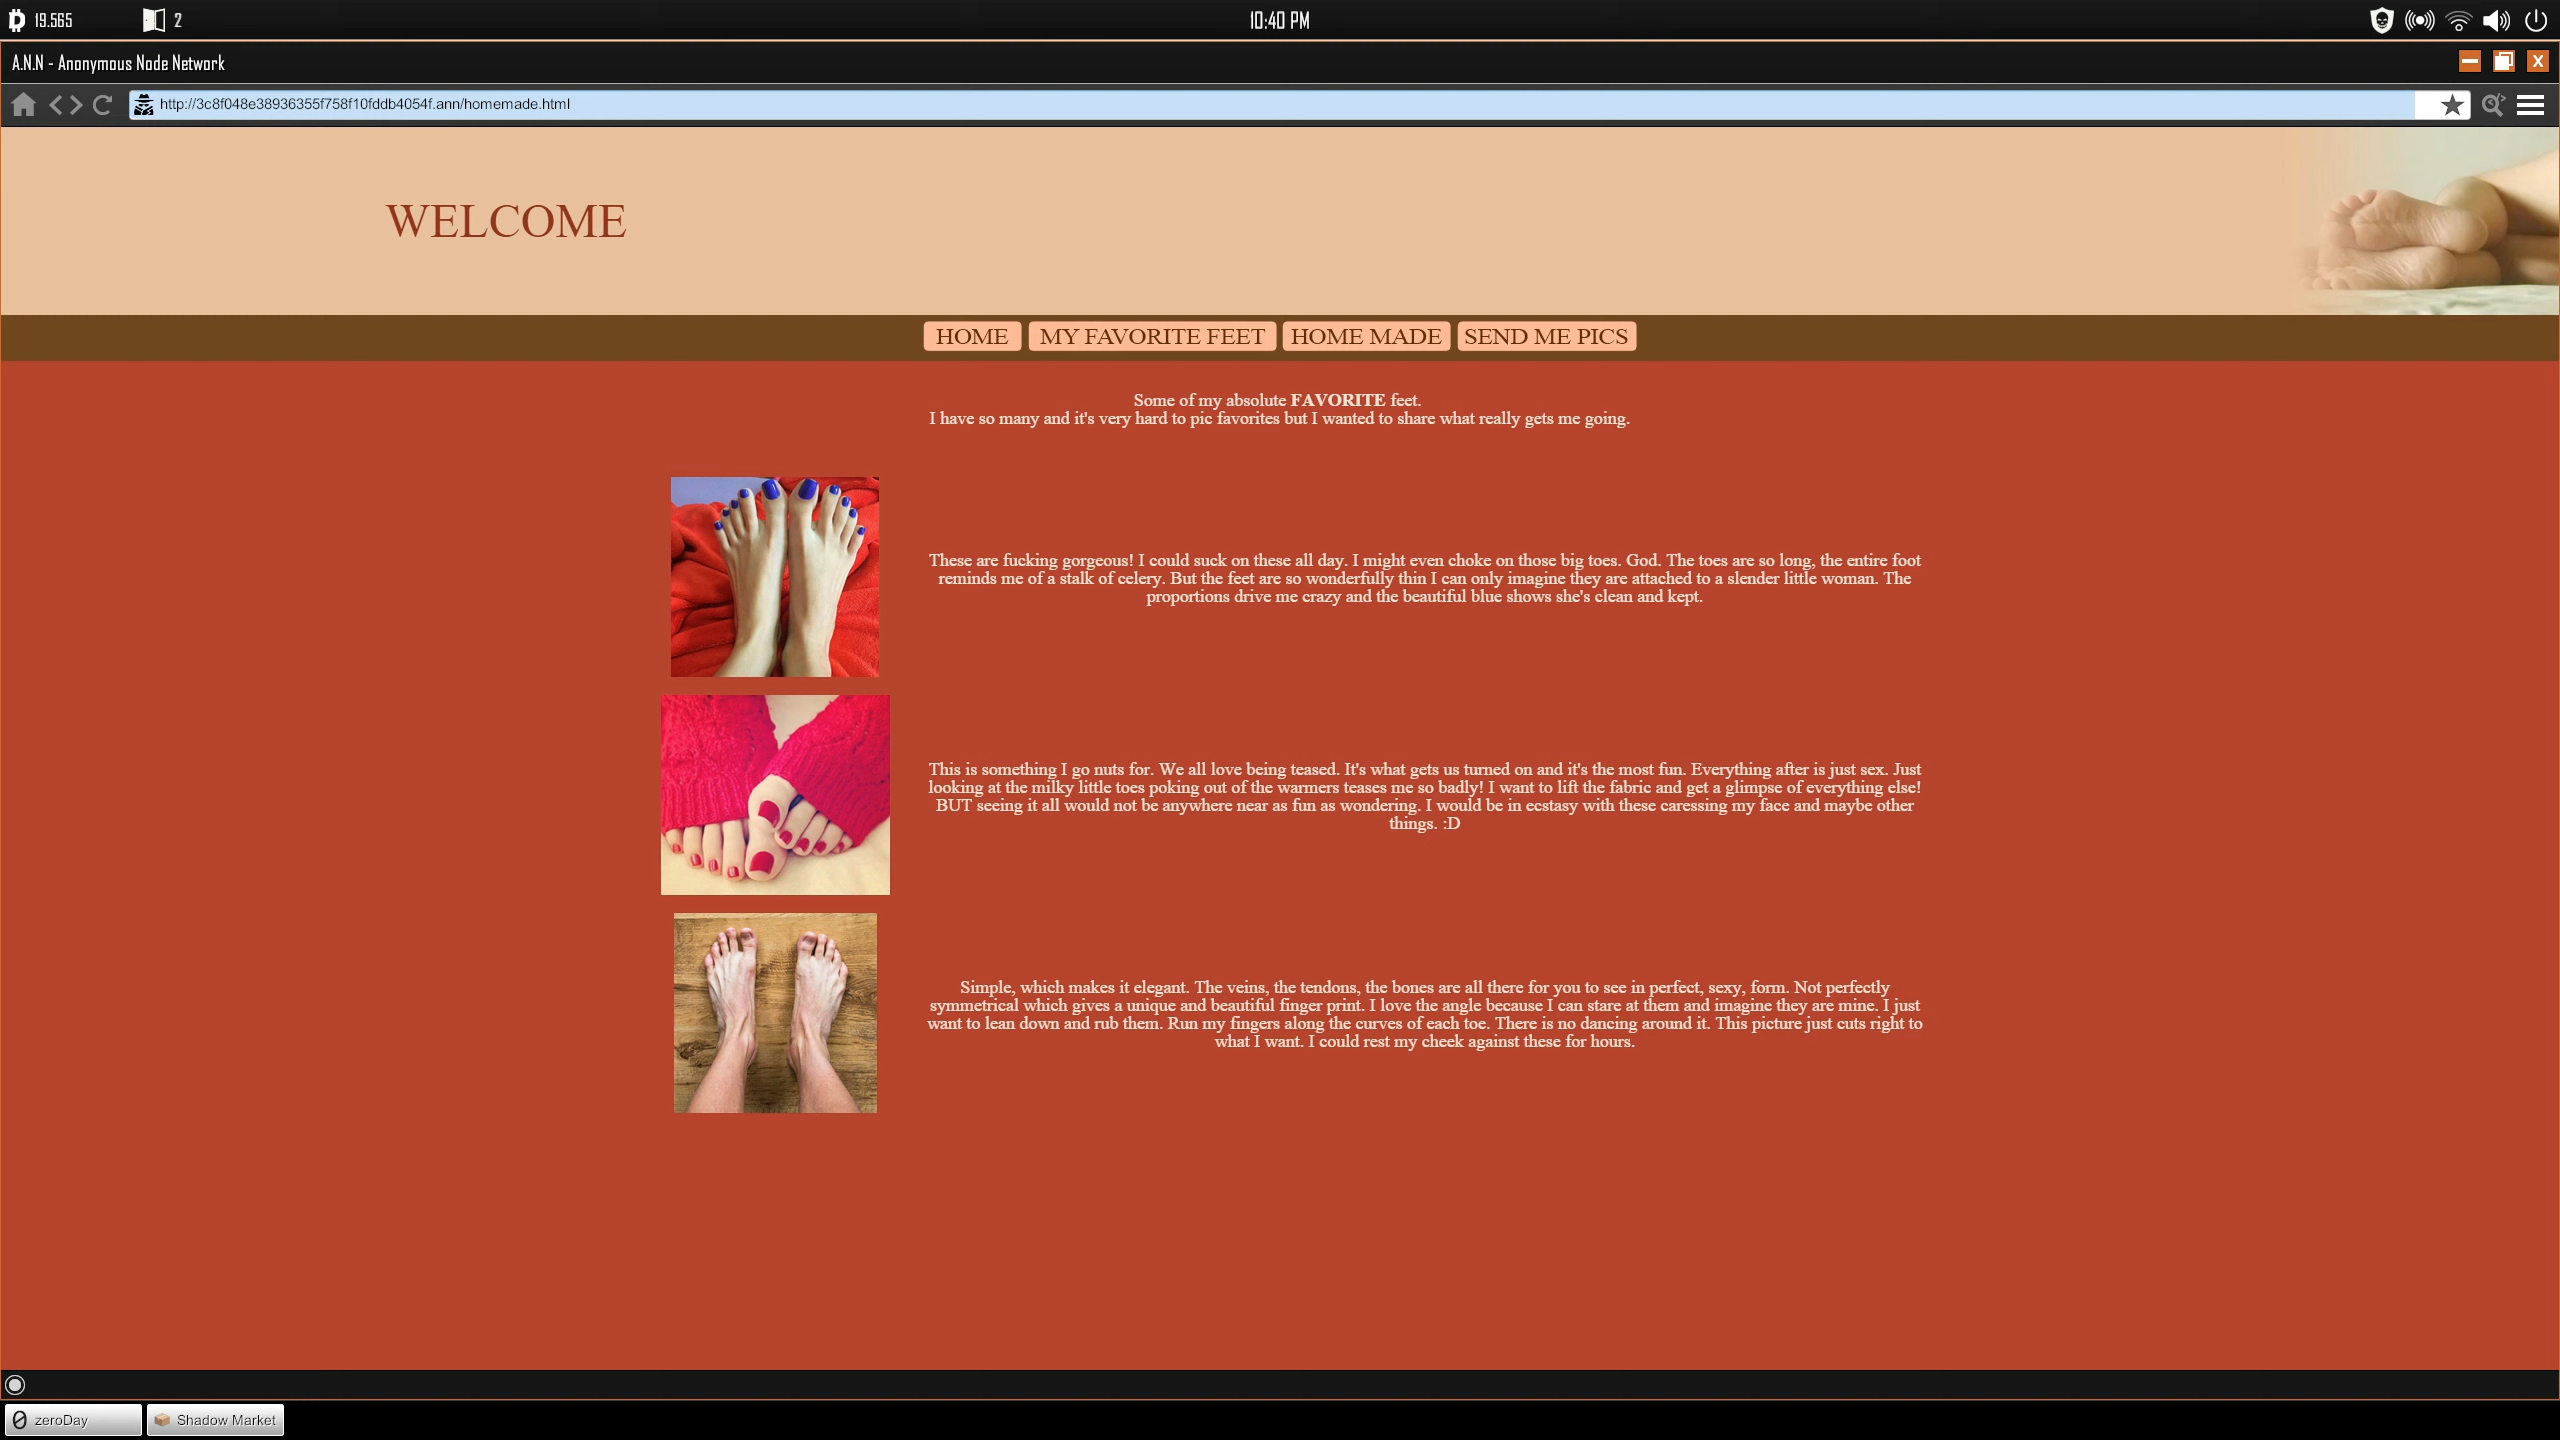 19.565
2
10:40 PM
A.N.N - Anonymous Node Network
http://3c8f048e38936355f758f10fddb4054f.ann/homemade.html
WELCOME
HOME
MY FAVORITE FEET
HOME MADE
SEND ME PICS
Some of my absolute FAVORITE feet.
I have so many and it's very hard to pic favorites but I wanted to share what really gets me going.
These are fucking gorgeous! I could suck on these all day. I might even choke on those big toes. God. The toes are so long, the entire foot
reminds me of a stalk of celery. But the feet are so wonderfully thin I can only imagine they are attached to a slender little woman. The
proportions drive me crazy and the beautiful blue shows she's clean and kept.
This is something I go nuts for. We all love being teased. It's what gets us turned on and it's the most fun. Everything after is just sex. Just
looking at the milky little toes poking out of the warmers teases me so badly! I want to lift the fabric and get a glimpse of everything else!
BUT seeing it all would not be anywhere near as fun as wondering. I would be in ecstasy with these caressing my face and maybe other
things. :D
Simple, which makes it elegant. The veins, the tendons, the bones are all there for you to see in perfect, sexy, form. Not perfectly
symmetrical which gives a unique and beautiful finger print. I love the angle because I can stare at them and imagine they are mine. I just
want to lean down and rub them. Run my fingers along the curves of each toe. There is no dancing around it. This picture just cuts right to
what I want. I could rest my cheek against these for hours.
zeroDay
Shadow Market